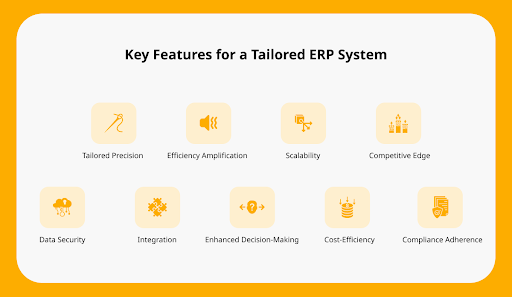 Key Features for a Tailored ERP System
Tailored Precision
Efficiency Amplification
Scalability
Competitive Edge
Data Security
Integration
Enhanced Decision-Making
Cost-Efficiency
Compliance Adherence